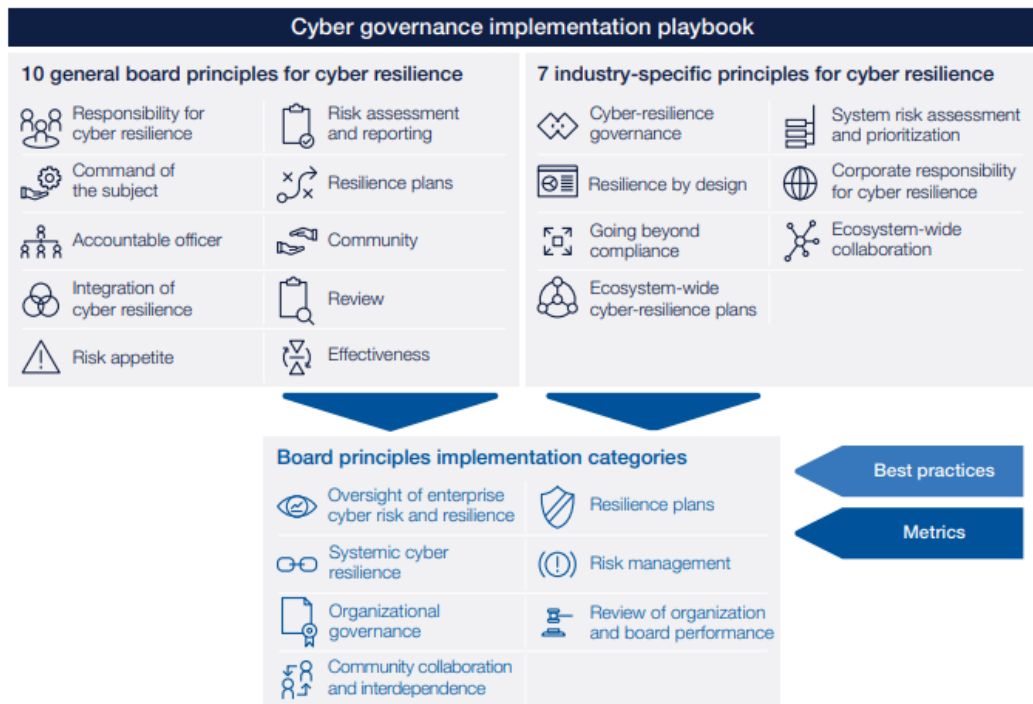 Cyber governance implementation playbook
10 general board principles for cyber resilience
Responsibility for
cyber resilience
Command of
the subject
Accountable officer
Integration of
cyber resilience
Risk appetite
Risk assessment
and reporting
Resilience plans
Community
Review
Effectiveness
7 industry-specific principles for cyber resilience
Cyber-resilience
governance
Resilience by design
Going beyond
compliance
Ecosystem-wide
cyber-resilience plans
System risk assessment
and prioritization
Corporate responsibility
for cyber resilience
Ecosystem-wide
collaboration
Board principles implementation categories
Oversight of enterprise
cyber risk and resilience
Systemic cyber
resilience
Organizational
governance
Community collaboration
and interdependence
Resilience plans
Risk management
Review of organization
and board performance
Best practices
Metrics